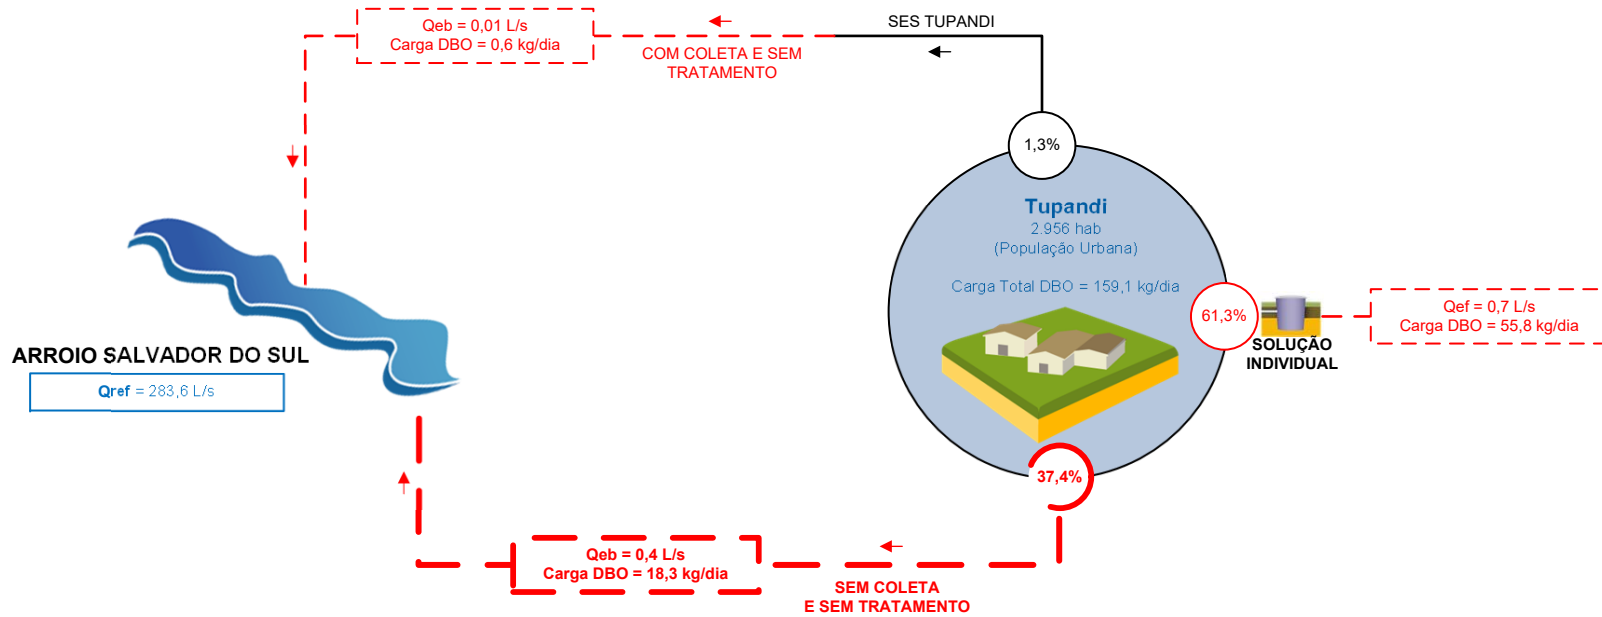 Qeb = 0,01 L/s
Carga DBO = 0,6 kg/dia
COM COLETA E SEM
TRATAMENTO
SES TUPANDI
1,3%
Tupandi
2.956 hab
(População Urbana)
Carga Total DBO = 159,1 kg/dia
61,3%
SOLUÇÃO
INDIVIDUAL
Qef = 0,7 L/s
Carga DBO = 55,8 kg/dia
ARROIO SALVADOR DO SUL
Qref = 283,6 L/s
37,4%
Qeb = 0,4 L/s
Carga DBO = 18,3 kg/dia
SEM COLETA
E SEM TRATAMENTO